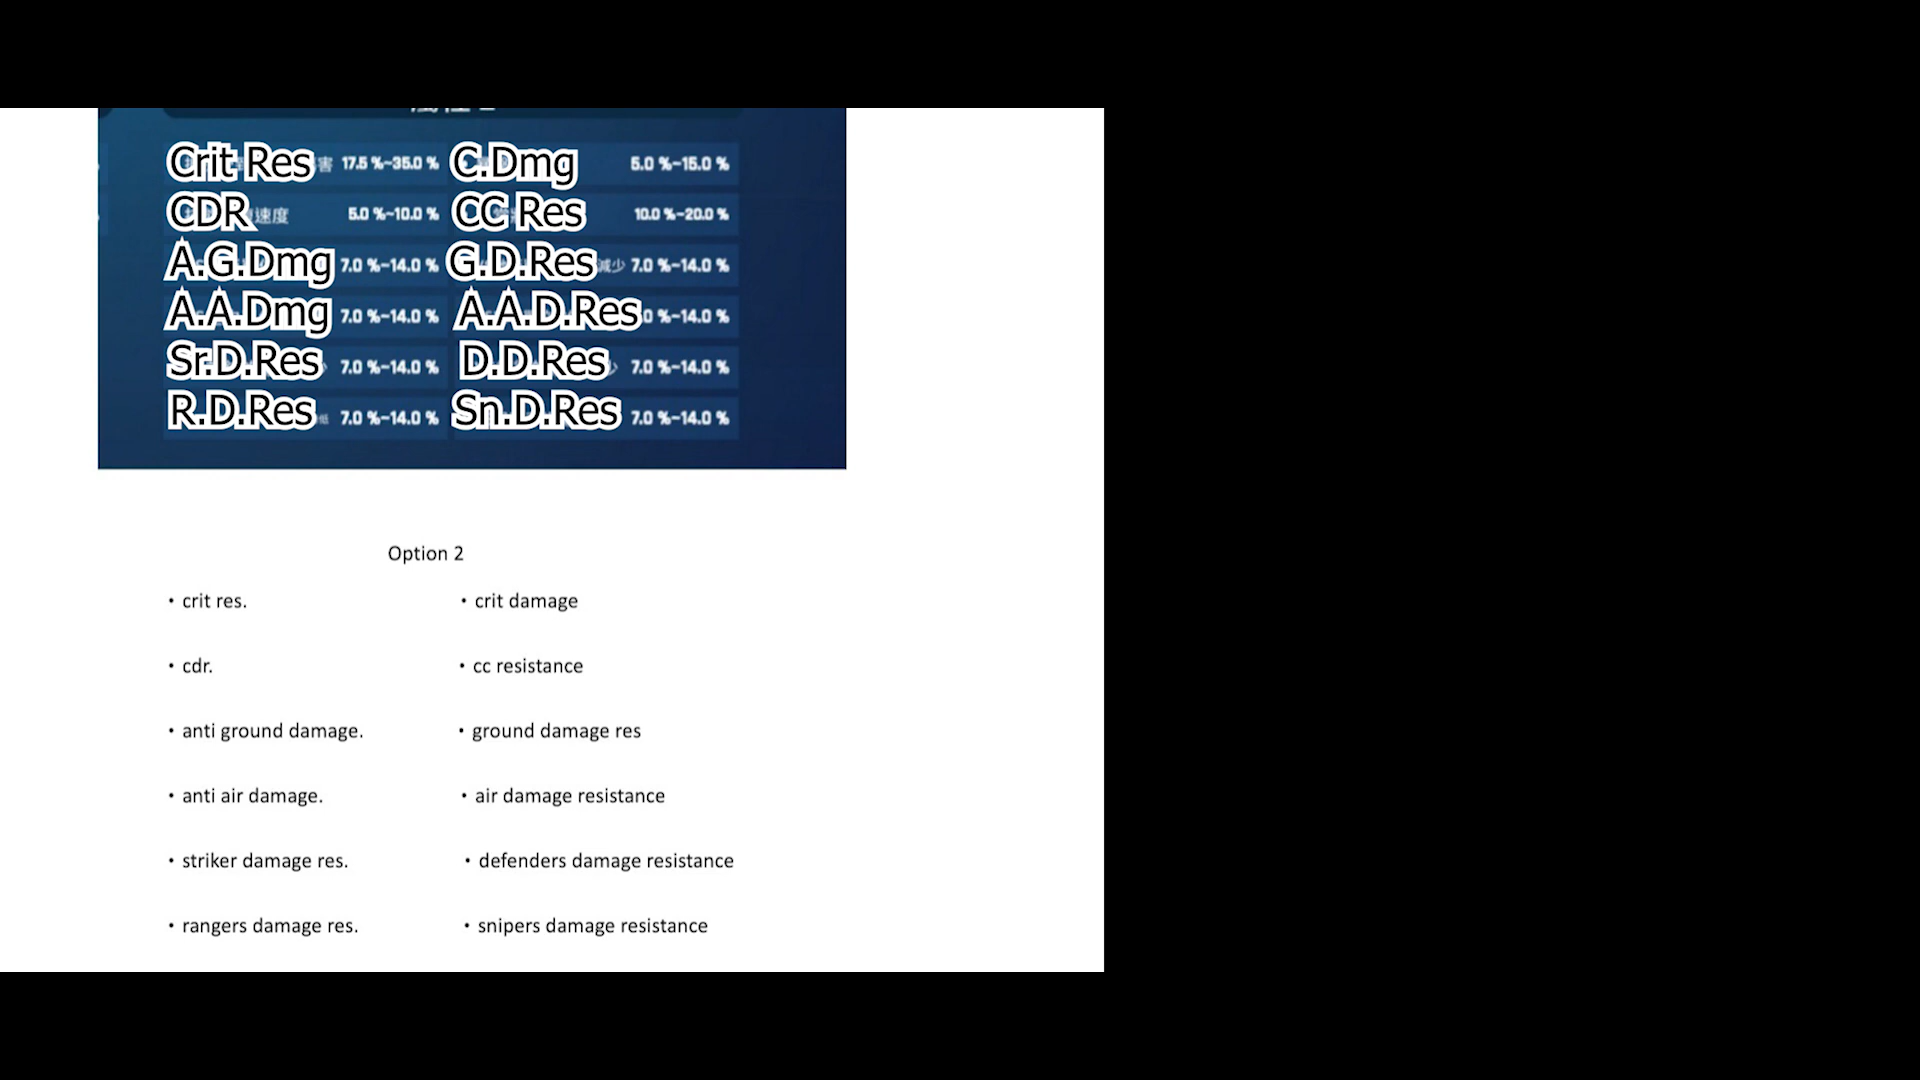 Crit Res 害 17.5 %~35.0 % C.Dmg 5.0 %~15.0 %
CDR 速度 5.0 %~10.0 % CC Res 10.0 %~20.0 %
A.G.Dmg 7.0 %~14.0 % G.D.Res 減少 7.0 %~14.0 %
A.A.Dmg 7.0 %~14.0 % A.A.D.Res .0 %~14.0 %
Sr.D.Res 7.0 %~14.0 % D.D.Res 7.0 %~14.0 %
R.D.Res 低 7.0 %~14.0 % Sn.D.Res 7.0 %~14.0 %
Option 2
・crit res. ・crit damage
・cdr. ・cc resistance
・anti ground damage. ・ground damage res
・anti air damage. ・air damage resistance
・striker damage res. ・defenders damage resistance
・rangers damage res. ・snipers damage resistance